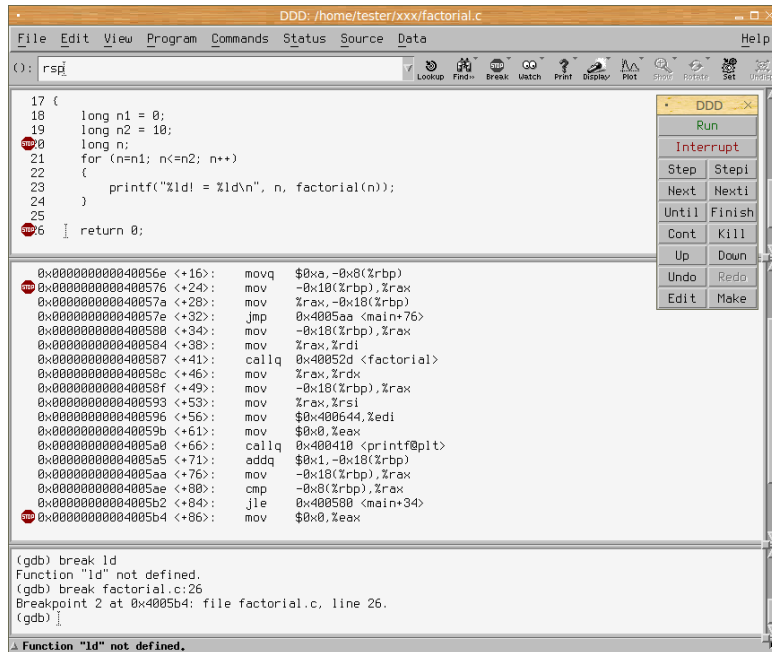 DDD: /home/tester/xxx/factorial.c
File Edit View Program Commands Status Source Data Help
(): rsp
Lookup Find» Break Watch Print Display Plot Show Rotate Set Undisp
17 {
18 long n1 = 0;
19 long n2 = 10;
STOP 0 long n;
21 for (n=n1; n<=n2; n++)
22 {
23 printf("%ld! = %ld\n", n, factorial(n));
24 }
25
STOP 6 return 0;
DDD
Run
Interrupt
Step Stepi
Next Nexti
Until Finish
Cont Kill
Up Down
Undo Redo
Edit Make
0x000000000040056e <+16>: movq $0xa,-0x8(%rbp)
STOP 0x0000000000400576 <+24>: mov -0x10(%rbp),%rax
0x000000000040057a <+28>: mov %rax,-0x18(%rbp)
0x000000000040057e <+32>: jmp 0x4005aa <main+76>
0x0000000000400580 <+34>: mov -0x18(%rbp),%rax
0x0000000000400584 <+38>: mov %rax,%rdi
0x0000000000400587 <+41>: callq 0x40052d <factorial>
0x000000000040058c <+46>: mov %rax,%rdx
0x000000000040058f <+49>: mov -0x18(%rbp),%rax
0x0000000000400593 <+53>: mov %rax,%rsi
0x0000000000400596 <+56>: mov $0x400644,%edi
0x000000000040059b <+61>: mov $0x0,%eax
0x00000000004005a0 <+66>: callq 0x400410 <printf@plt>
0x00000000004005a5 <+71>: addq $0x1,-0x18(%rbp)
0x00000000004005aa <+76>: mov -0x18(%rbp),%rax
0x00000000004005ae <+80>: cmp -0x8(%rbp),%rax
0x00000000004005b2 <+84>: jle 0x400580 <main+34>
STOP 0x00000000004005b4 <+86>: mov $0x0,%eax
(gdb) break ld
Function "ld" not defined.
(gdb) break factorial.c:26
Breakpoint 2 at 0x4005b4: file factorial.c, line 26.
(gdb)
Function "ld" not defined.